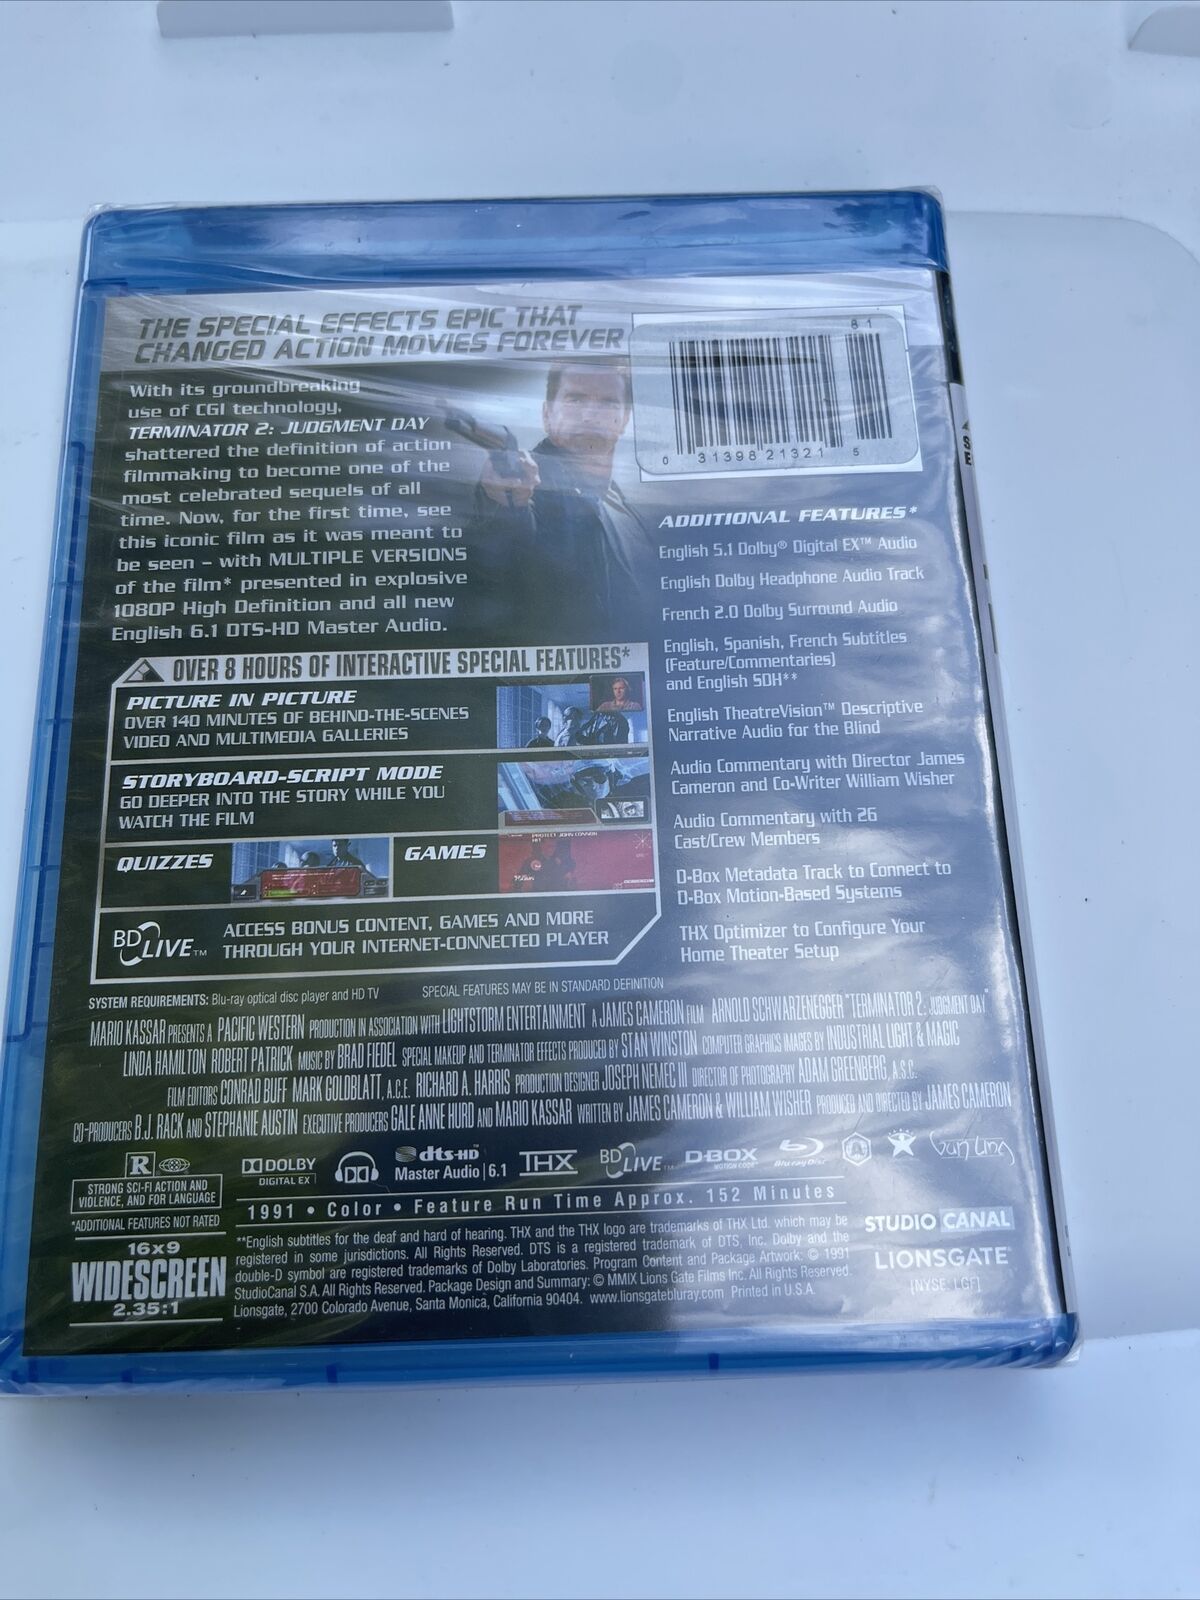 THE SPECIAL EFFECTS EPIC THAT
CHANGED ACTION MOVIES FOREVER
With its groundbreaking
use of CGI technology,
TERMINATOR 2: JUDGMENT DAY
shattered the definition of action
filmmaking to become one of the
most celebrated sequels of all
time. Now, for the first time, see
this iconic film as it was meant to
be seen – with MULTIPLE VERSIONS
of the film* presented in explosive
1080P High Definition and all new
English 6.1 DTS-HD Master Audio.
81
0 31398 21321 5
OVER 8 HOURS OF INTERACTIVE SPECIAL FEATURES*
PICTURE IN PICTURE
OVER 140 MINUTES OF BEHIND-THE-SCENES
VIDEO AND MULTIMEDIA GALLERIES
STORYBOARD-SCRIPT MODE
GO DEEPER INTO THE STORY WHILE YOU
WATCH THE FILM
QUIZZES
GAMES
PROTECT JOHN CONNOR
BD LIVE™
ACCESS BONUS CONTENT, GAMES AND MORE
THROUGH YOUR INTERNET-CONNECTED PLAYER
ADDITIONAL FEATURES*
English 5.1 Dolby® Digital EX™ Audio
English Dolby Headphone Audio Track
French 2.0 Dolby Surround Audio
English, Spanish, French Subtitles
(Feature/Commentaries)
and English SDH**
English TheatreVision™ Descriptive
Narrative Audio for the Blind
Audio Commentary with Director James
Cameron and Co-Writer William Wisher
Audio Commentary with 26
Cast/Crew Members
D-Box Metadata Track to Connect to
D-Box Motion-Based Systems
THX Optimizer to Configure Your
Home Theater Setup
SYSTEM REQUIREMENTS: Blu-ray optical disc player and HD TV SPECIAL FEATURES MAY BE IN STANDARD DEFINITION
MARIO KASSAR PRESENTS A PACIFIC WESTERN PRODUCTION IN ASSOCIATION WITH LIGHTSTORM ENTERTAINMENT A JAMES CAMERON FILM ARNOLD SCHWARZENEGGER "TERMINATOR 2: JUDGMENT DAY"
LINDA HAMILTON ROBERT PATRICK MUSIC BY BRAD FIEDEL SPECIAL MAKEUP AND TERMINATOR EFFECTS PRODUCED BY STAN WINSTON COMPUTER GRAPHICS IMAGES BY INDUSTRIAL LIGHT & MAGIC
FILM EDITORS CONRAD BUFF MARK GOLDBLATT, A.C.E. RICHARD A. HARRIS PRODUCTION DESIGNER JOSEPH NEMEC III DIRECTOR OF PHOTOGRAPHY ADAM GREENBERG, A.S.C.
CO-PRODUCERS B.J. RACK AND STEPHANIE AUSTIN EXECUTIVE PRODUCERS GALE ANNE HURD AND MARIO KASSAR WRITTEN BY JAMES CAMERON & WILLIAM WISHER PRODUCED AND DIRECTED BY JAMES CAMERON
R
STRONG SCI-FI ACTION AND
VIOLENCE, AND FOR LANGUAGE
*ADDITIONAL FEATURES NOT RATED
16x9
WIDESCREEN
2.35:1
DOLBY
DIGITAL EX
dts-HD™
Master Audio | 6.1
THX
BD LIVE™
D-BOX
MOTION CODE™
Blu-ray Disc
Van Ling
1991 • Color • Feature Run Time Approx. 152 Minutes
**English subtitles for the deaf and hard of hearing. THX and the THX logo are trademarks of THX Ltd. which may be
registered in some jurisdictions. All Rights Reserved. DTS is a registered trademark of DTS, Inc. Dolby and the
double-D symbol are registered trademarks of Dolby Laboratories. Program Content and Package Artwork: © 1991
StudioCanal S.A. All Rights Reserved. Package Design and Summary: © MMIX Lions Gate Films Inc. All Rights Reserved.
Lionsgate, 2700 Colorado Avenue, Santa Monica, California 90404. www.lionsgatebluray.com Printed in U.S.A.
STUDIO CANAL
LIONSGATE
[NYSE: LGF]